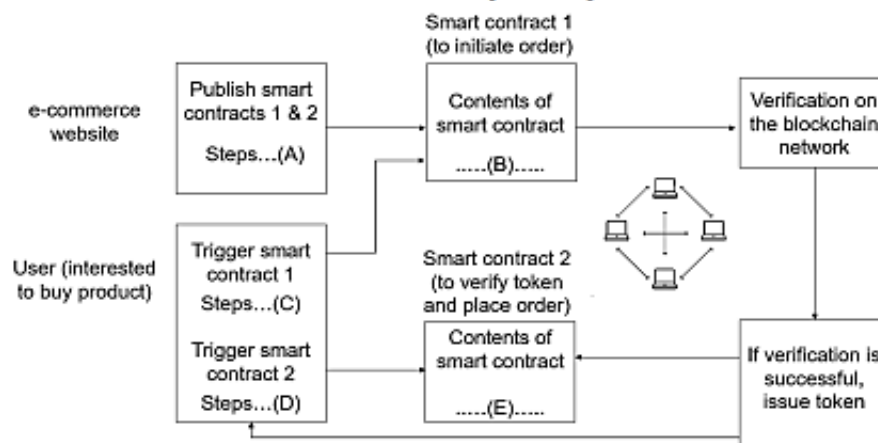 Smart contract 1
(to initiate order)
e-commerce
website
Publish smart
contracts 1 & 2
Steps...(A)
Contents of
smart contract
.....(B).....
Verification on
the blockchain
network
User (interested
to buy product)
Trigger smart
contract 1
Steps...(C)
Trigger smart
contract 2
Steps...(D)
Smart contract 2
(to verify token
and place order)
Contents of
smart contract
.....(E).....
If verification is
successful,
issue token